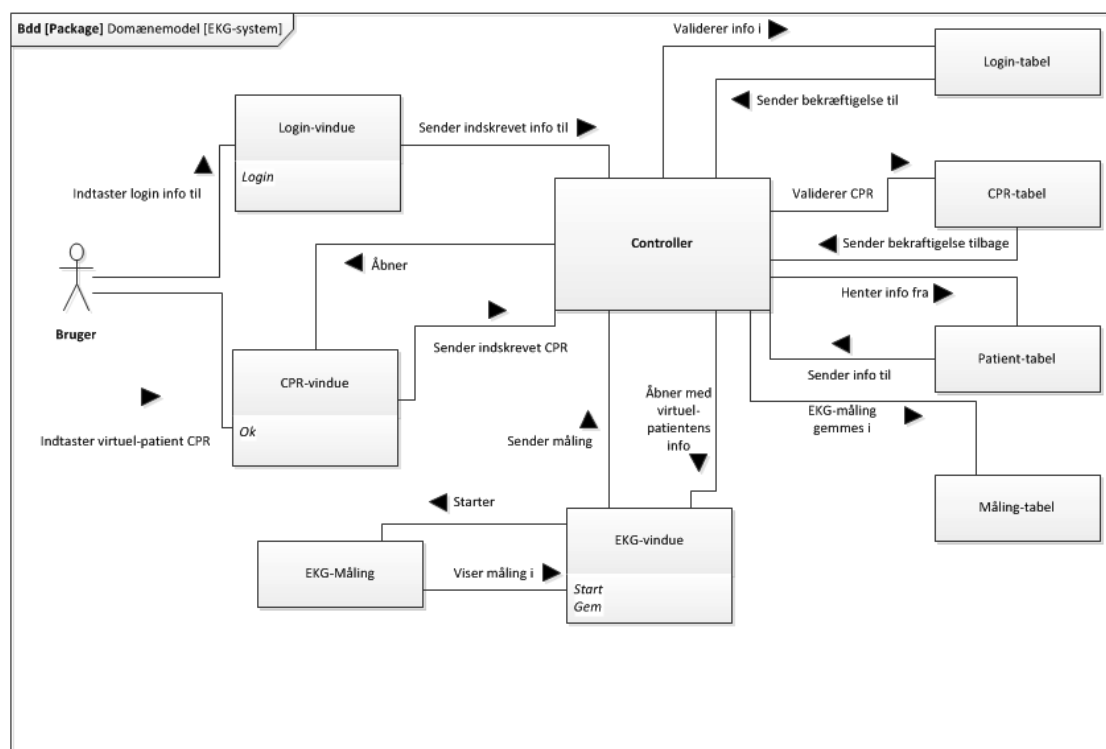 Bdd [Package] Domænemodel [EKG-system]
Validerer info i
Login-tabel
Sender bekræftigelse til
Login-vindue
Login
Sender indskrevet info til
Indtaster login info til
Validerer CPR
CPR-tabel
Sender bekraftigelse tilbage
Controller
Åbner
Bruger
Henter info fra
Sender indskrevet CPR
Patient-tabel
Sender info til
CPR-vindue
Ok
Indtaster virtuel-patient CPR
Åbner med
virtuel-
patientens
info
Sender måling
EKG-måling
gemmes i
Måling-tabel
Starter
EKG-vindue
Start
Gem
EKG-Måling
Viser måling i